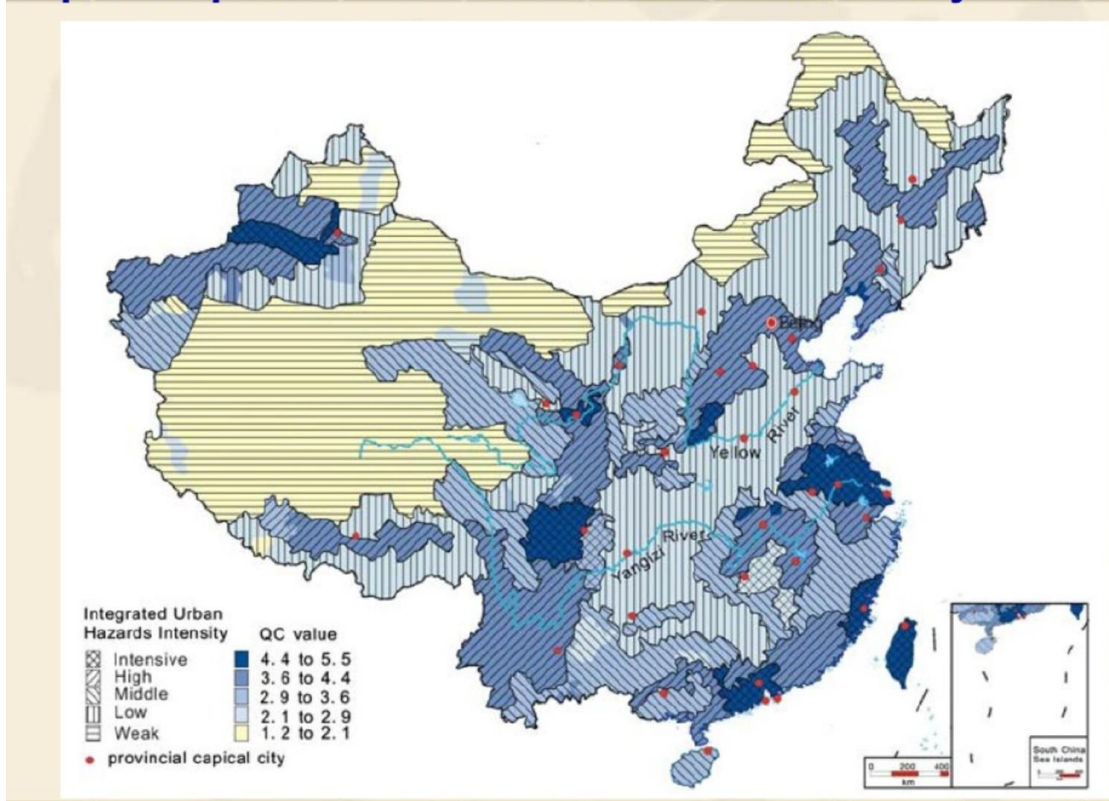 Beijing
Yellow
River
Yangizi
River
Integrated Urban
Hazards Intensity
QC value
Intensive
4.4 to 5.5
High
3.6 to 4.4
Middle
2.9 to 3.6
Low
2.1 to 2.9
Weak
1.2 to 2.1
provincial capical city
0 200 400
km
South China
Sea Islands
km